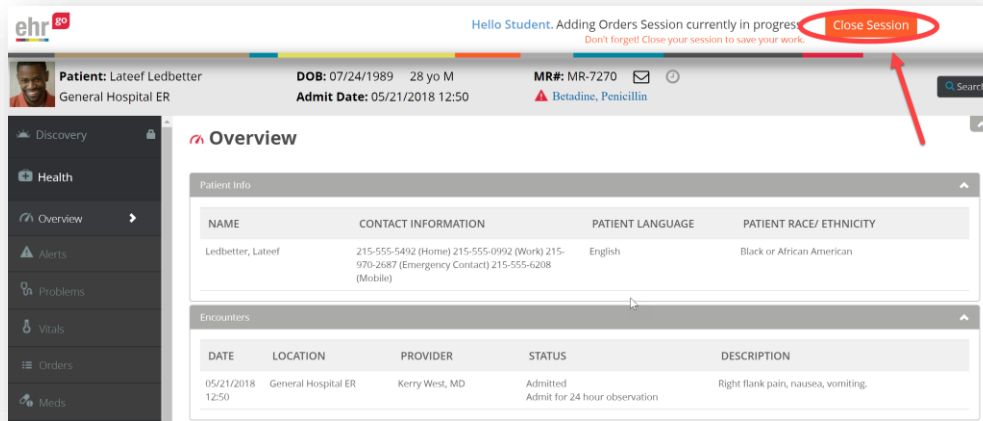 ehr go
Hello Student. Adding Orders Session currently in progress
Close Session
Don't forget! Close your session to save your work.
Patient: Lateef Ledbetter
DOB: 07/24/1989 28 yo M
MR#: MR-7270
General Hospital ER
Admit Date: 05/21/2018 12:50
Betadine, Penicillin
Search
Discovery
Overview
Health
Patient Info
Overview
NAME CONTACT INFORMATION PATIENT LANGUAGE PATIENT RACE/ ETHNICITY
Ledbetter, Lateef
215-555-5492 (Home) 215-555-0992 (Work) 215-
970-2687 (Emergency Contact) 215-555-6208
(Mobile)
English
Black or African American
Alerts
Problems
Encounters
Vitals
DATE LOCATION PROVIDER STATUS DESCRIPTION
Orders
05/21/2018
12:50
General Hospital ER
Kerry West, MD
Admitted
Admit for 24 hour observation
Right flank pain, nausea, vomiting.
Meds